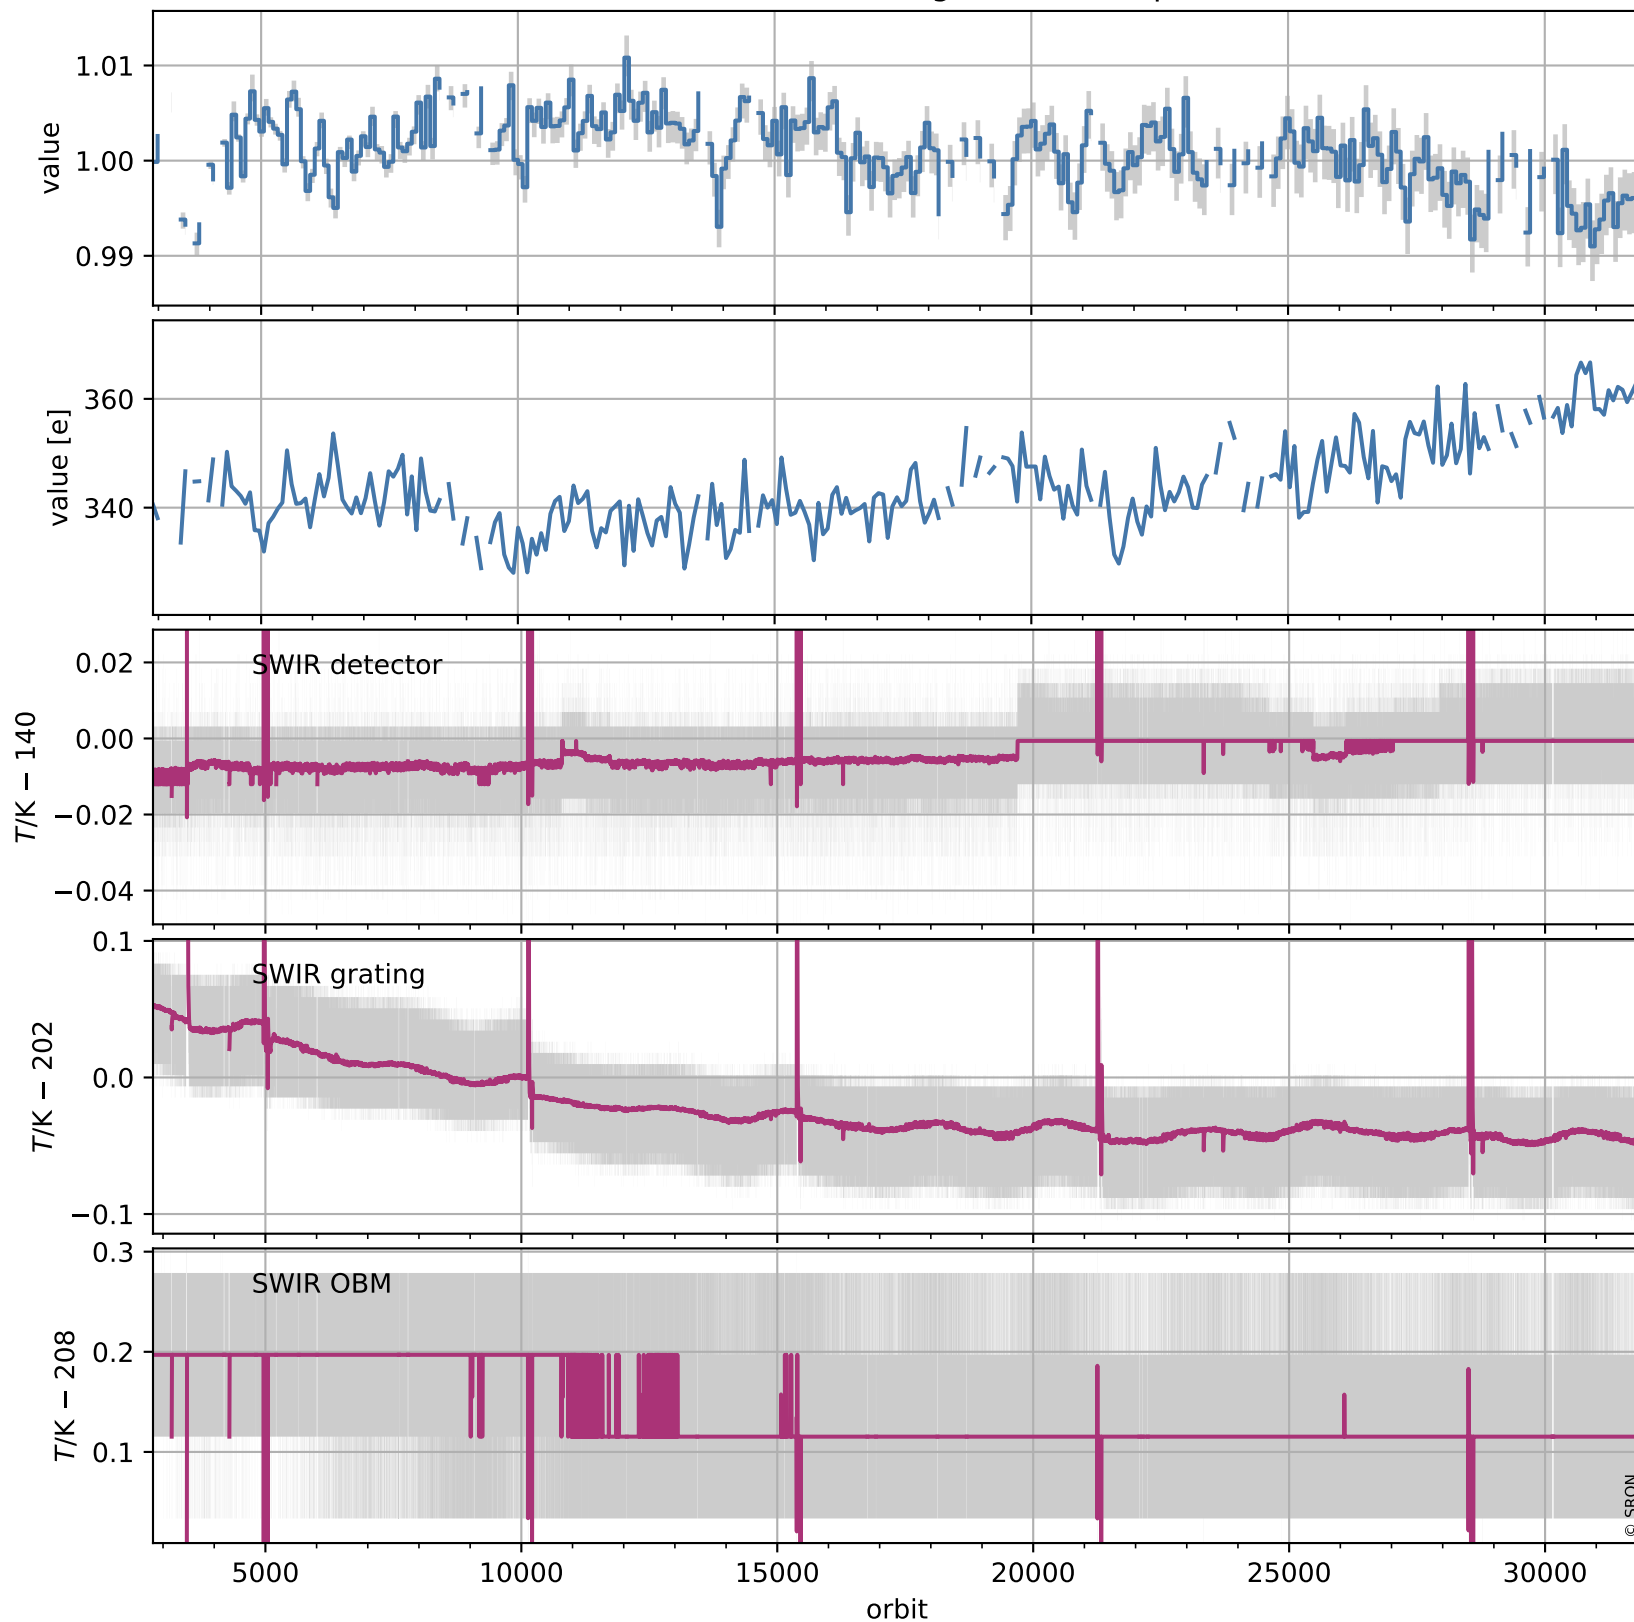 1.01
1.00
0.99
value
360
340
value [e]
SWIR detector
0.02
0.00
−0.02
−0.04
T/K − 140
SWIR grating
0.1
0.0
−0.1
T/K − 202
SWIR OBM
0.3
0.2
0.1
T/K − 208
© SRON
5000 10000 15000 20000 25000 30000
orbit